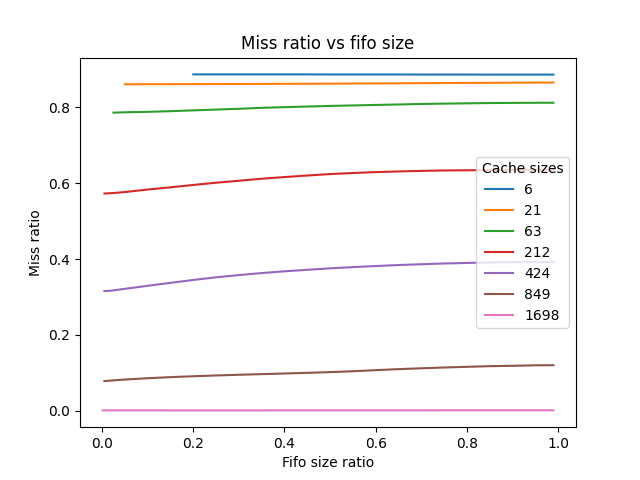 Miss ratio vs fifo size
Miss ratio
0.8
0.6
0.4
0.2
0.0
Cache sizes
6
21
63
212
424
849
1698
0.0 0.2 0.4 0.6 0.8 1.0
Fifo size ratio